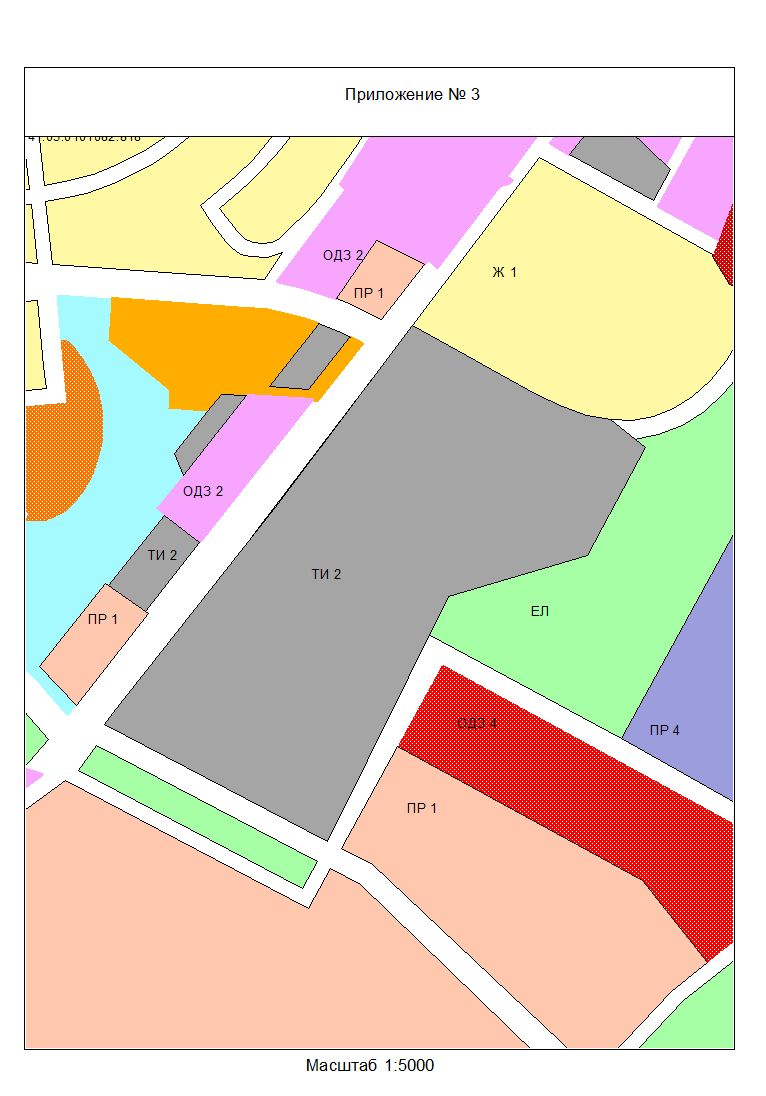 Приложение № 3
ОДЗ 2
Ж 1
ПР 1
ОДЗ 2
ТИ 2
ТИ 2
ЕЛ
ПР 1
ОДЗ 4
ПР 4
ПР 1
Масштаб 1:5000